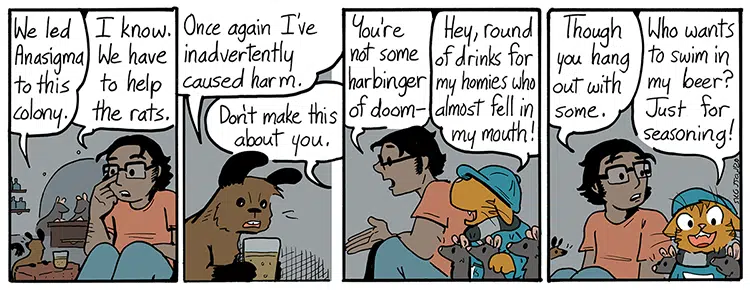 We led
Anasigma
to this
colony.
I know.
We have
to help
the rats.
Once again I've
inadvertently
caused harm.
Don't make this
about you.
You're
not some
harbinger
of doom-
Hey, round
of drinks for
my homies who
almost fell in
my mouth!
Though
you hang
out with
some.
Who wants
to swim in
my beer?
Just for
seasoning!